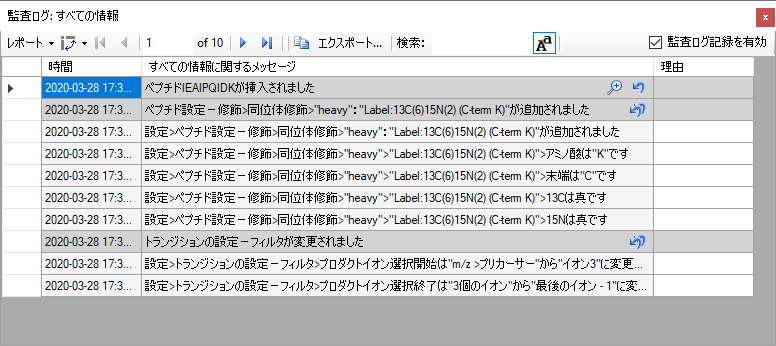 監査ログ: すべての情報
レポート 1 of 10 エクスポート... 検索: Aa 監査ログ記録を有効
時間 すべての情報に関するメッセージ 理由
2020-03-28 17:3... ペプチドIEAIPQIDKが挿入されました
2020-03-28 17:3... ペプチド設定－修飾>同位体修飾>"heavy"："Label:13C(6)15N(2) (C-term K)"が追加されました
2020-03-28 17:3... 設定>ペプチド設定－修飾>同位体修飾>"heavy"："Label:13C(6)15N(2) (C-term K)"が追加されました
2020-03-28 17:3... 設定>ペプチド設定－修飾>同位体修飾>"heavy">"Label:13C(6)15N(2) (C-term K)">アミノ酸は"K"です
2020-03-28 17:3... 設定>ペプチド設定－修飾>同位体修飾>"heavy">"Label:13C(6)15N(2) (C-term K)">末端は"C"です
2020-03-28 17:3... 設定>ペプチド設定－修飾>同位体修飾>"heavy">"Label:13C(6)15N(2) (C-term K)">13Cは真です
2020-03-28 17:3... 設定>ペプチド設定－修飾>同位体修飾>"heavy">"Label:13C(6)15N(2) (C-term K)">15Nは真です
2020-03-28 17:3... トランジションの設定－フィルタが変更されました
2020-03-28 17:3... 設定>トランジションの設定－フィルタ>プロダクトイオン選択開始は"m/z >プリカーサー"から"イオン3"に変更...
2020-03-28 17:3... 設定>トランジションの設定－フィルタ>プロダクトイオン選択終了は"3個のイオン"から"最後のイオン - 1"に変...